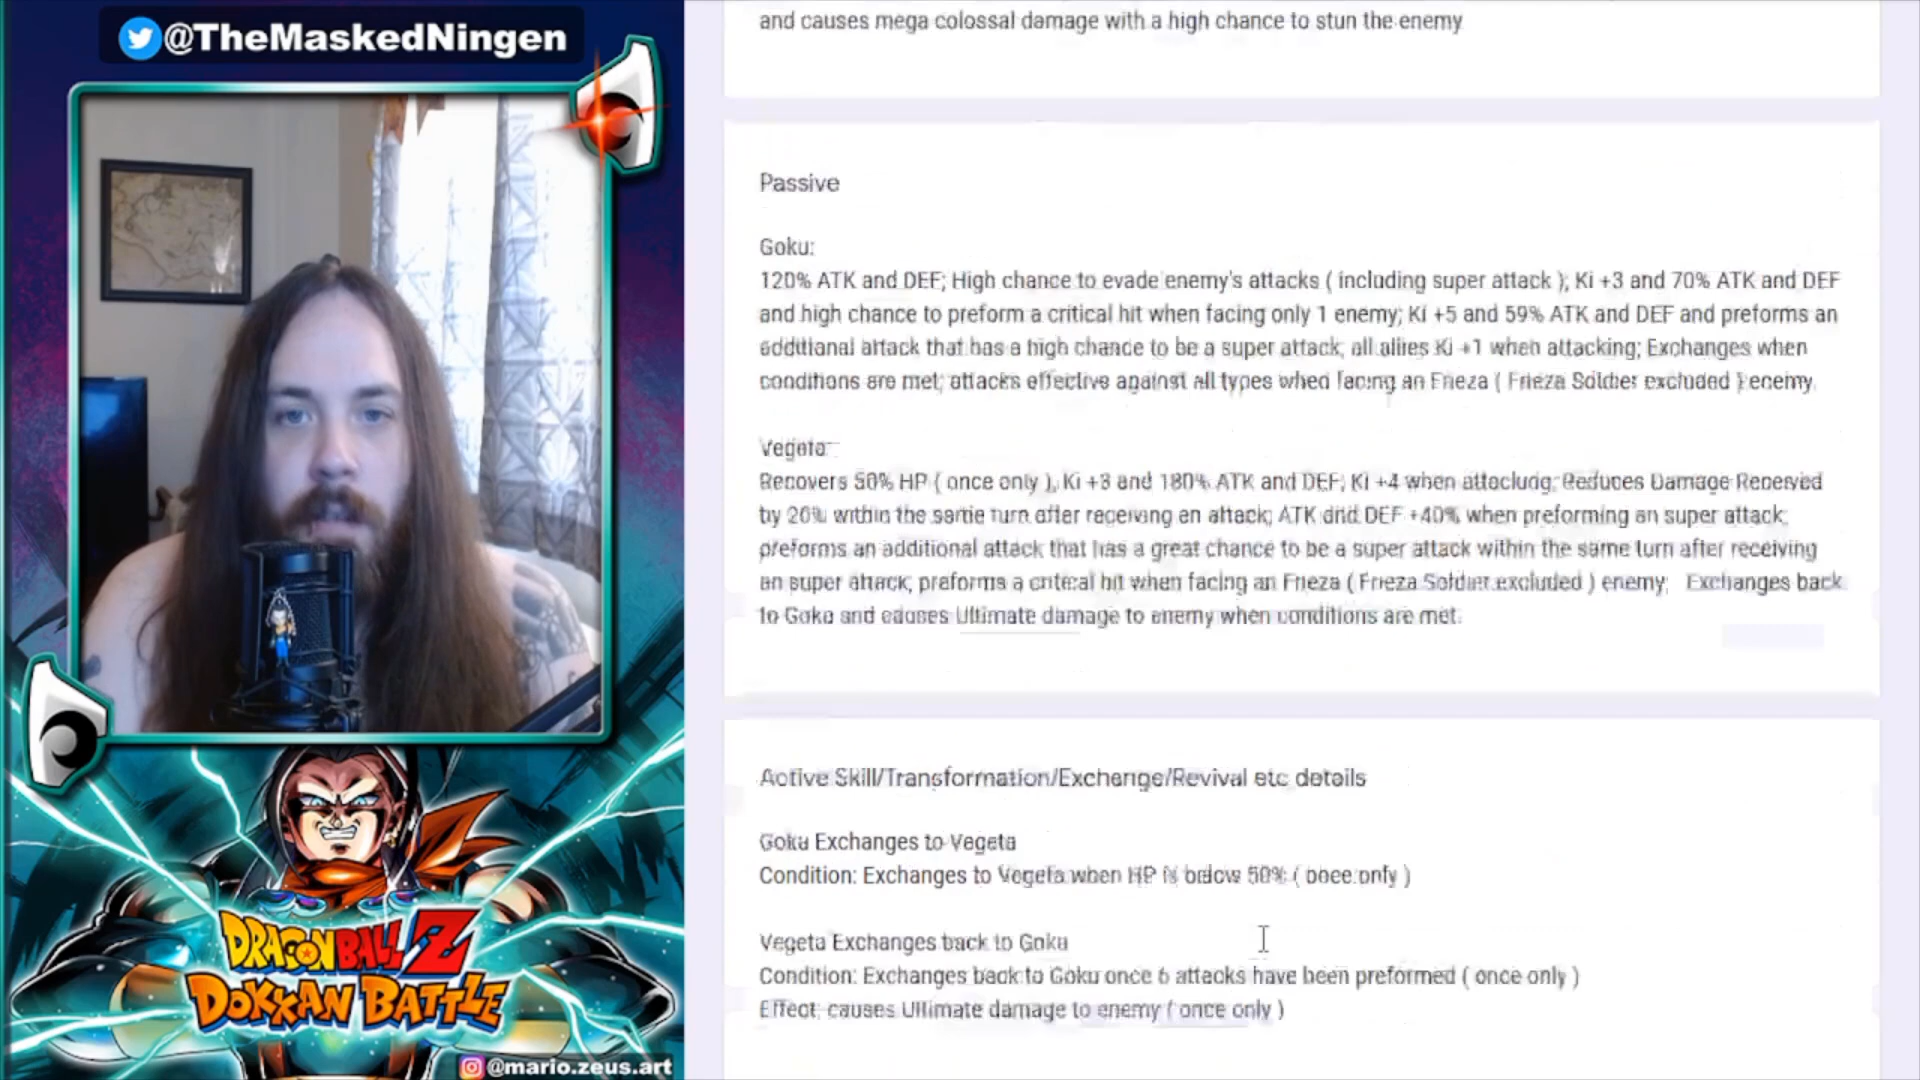 @TheMaskedNingen
and causes mega colossal damage with a high chance to stun the enemy
Passive
Goku:
120% ATK and DEF; High chance to evade enemy's attacks ( including super attack ), Ki +3 and 70% ATK and DEF
and high chance to preform a critical hit when facing only 1 enemy; Ki +5 and 59% ATK and DEF and preforms an
additional attack that has a high chance to be a super attack, all allies Ki +1 when attacking; Exchanges when
conditions are met, attacks effective against all types when facing an Frieza ( Frieza Soldier excluded ) enemy
Vegeta:
Recovers 50% HP ( once only ), Ki +3 and 180% ATK and DEF; Ki +4 when attacking; Reduces Damage Received
by 20% within the same turn after receiving an attack; ATK and DEF +40% when preforming an super attack;
preforms an additional attack that has a great chance to be a super attack within the same turn after receiving
an super attack, preforms a critical hit when facing an Frieza ( Frieza Soldier excluded ) enemy; Exchanges back
to Goku and causes Ultimate damage to enemy when conditions are met.
Active Skill/Transformation/Exchange/Revival etc details
Goku Exchanges to Vegeta
Condition: Exchanges to Vegeta when HP is below 50% ( once only )
Vegeta Exchanges back to Goku
Condition: Exchanges back to Goku once 6 attacks have been preformed ( once only )
Effect: causes Ultimate damage to enemy ( once only )
DRAGONBALL Z
DOKKAN BATTLE
@mario.zeus.art